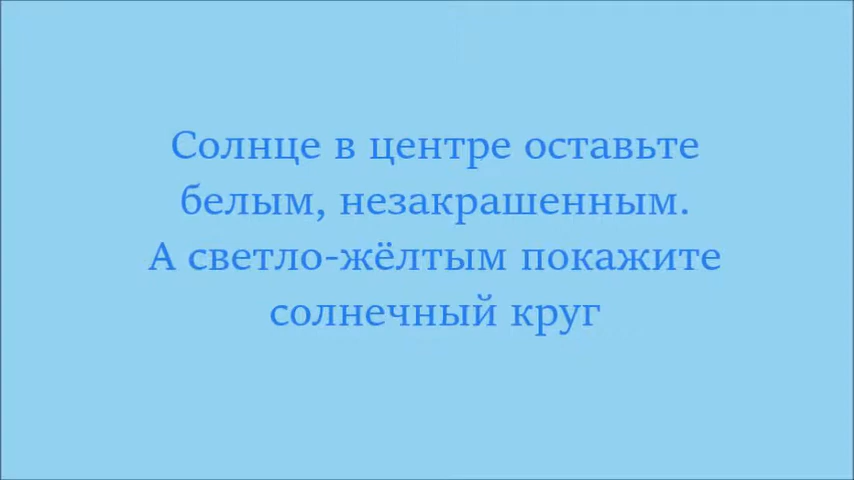 Солнце в центре оставьте
белым, незакрашенным.
А светло-жёлтым покажите
солнечный круг